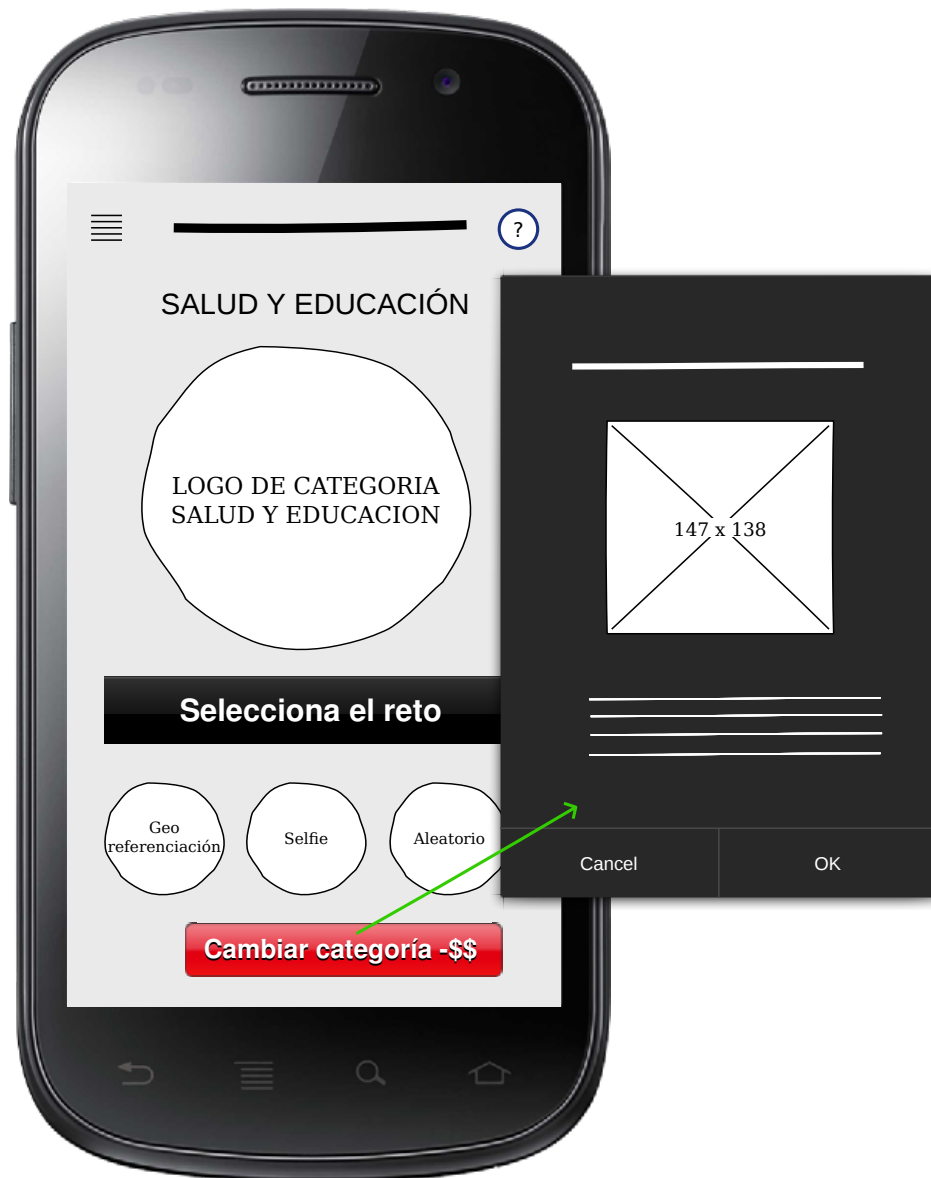 ?
SALUD Y EDUCACIÓN
LOGO DE CATEGORIA
SALUD Y EDUCACION
147 x 138
Selecciona el reto
Geo
referenciación
Selfie
Aleatorio
Cancel
OK
Cambiar categoría -$$